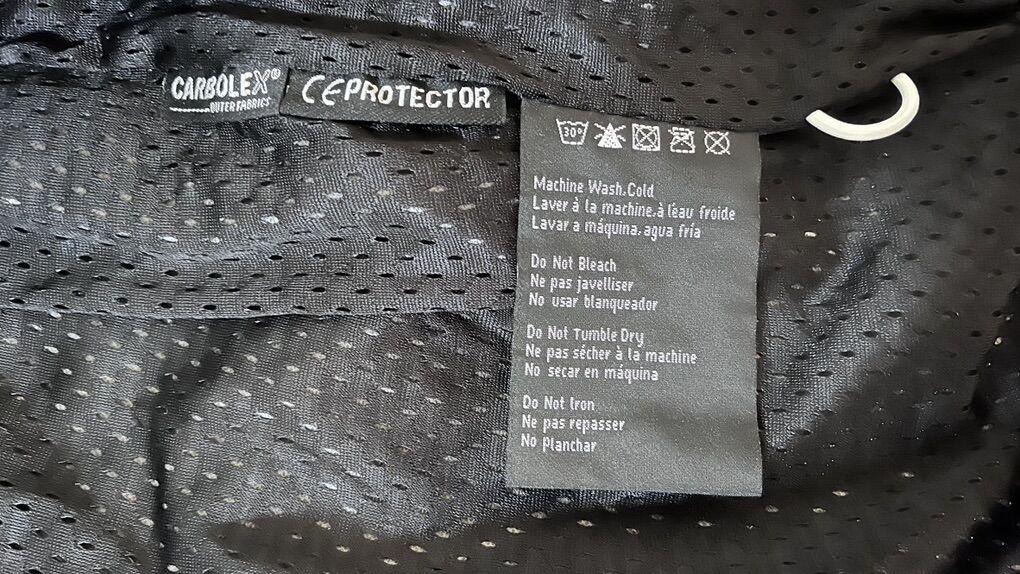 CARBOLEX®
OUTER FABRICS
CE PROTECTOR
30°
Machine Wash.Cold
Laver à la machine.à l'eau froide
Lavar a máquina.agua fría
Do Not Bleach
Ne pas javelliser
No usar blanqueador
Do Not Tumble Dry
Ne pas sécher à la machine
No secar en máquina
Do Not Iron
Ne pas repasser
No planchar